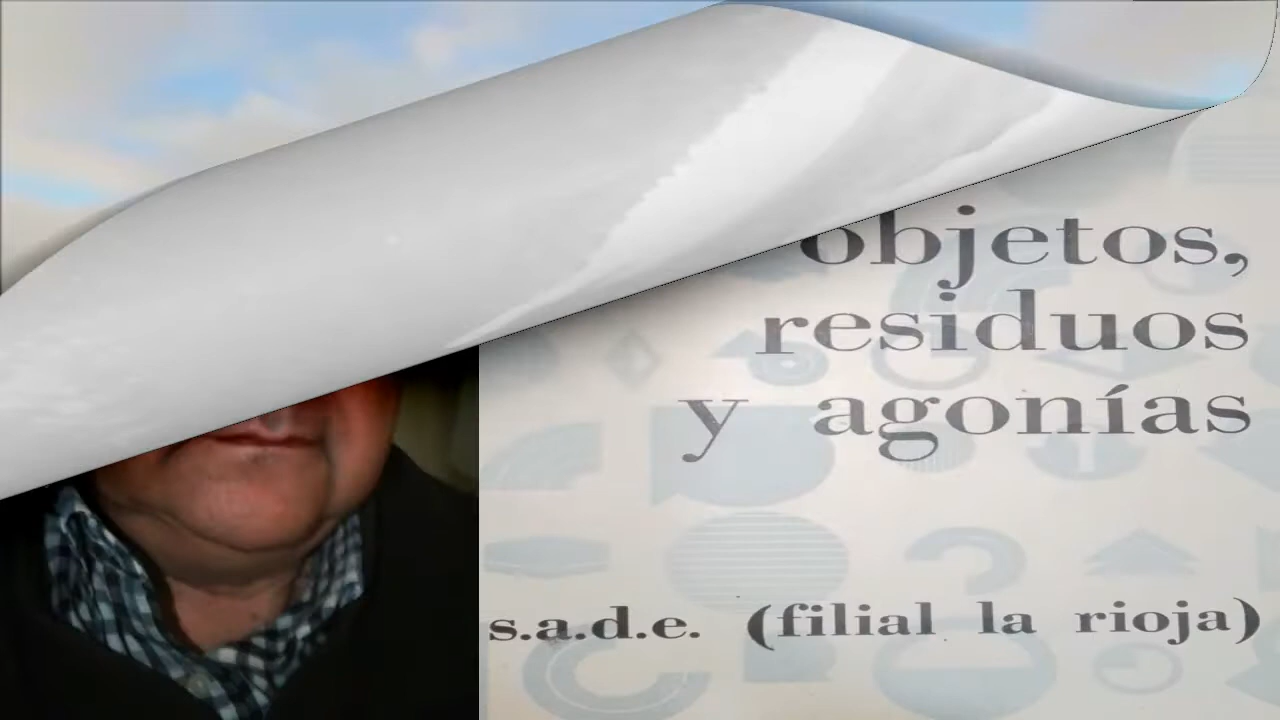 objetos,
residuos
y agonías
s.a.d.e. (filial la rioja)